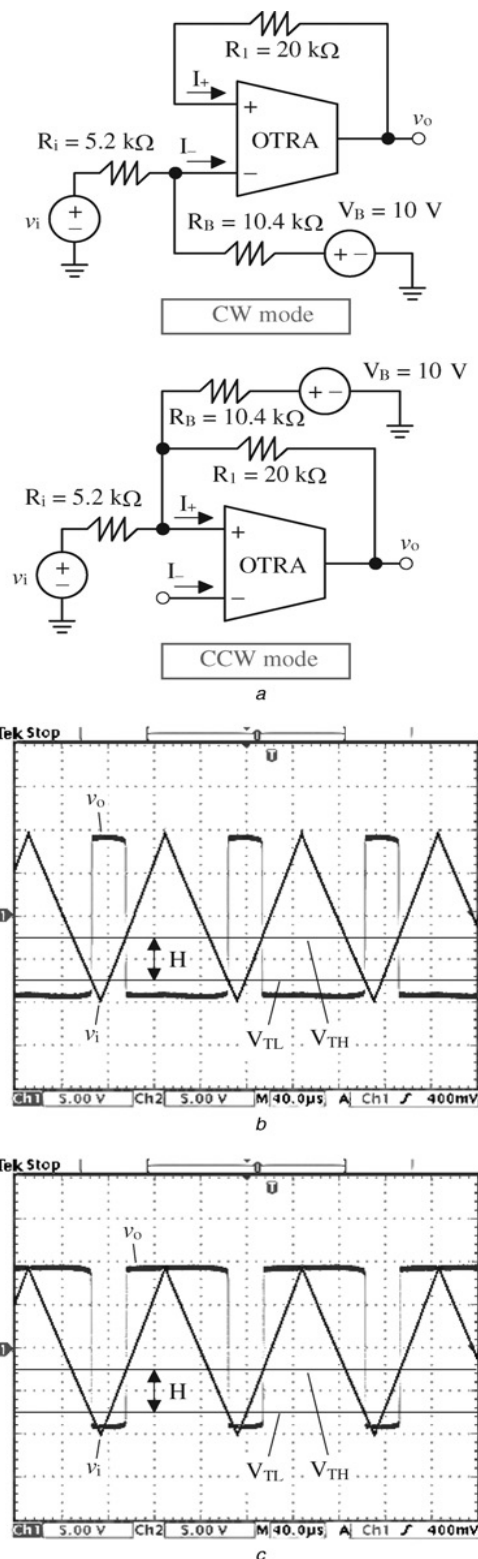 R1 = 20 kΩ
I+
+
OTRA
vo
Ri = 5.2 kΩ
I−
−
vi
+
−
RB = 10.4 kΩ
VB = 10 V
+ −
CW mode
VB = 10 V
+ −
RB = 10.4 kΩ
R1 = 20 kΩ
Ri = 5.2 kΩ
I+
+
OTRA
vo
vi
+
−
I−
−
CCW mode
a
Tek Stop
T
vo
1
H
vi
VTL
VTH
Ch1 5.00 V Ch2 5.00 V M 40.0µs A Ch1 ƒ 400mV
b
Tek Stop
T
vo
1
H
vi
VTL
VTH
Ch1 5.00 V Ch2 5.00 V M 40.0µs A Ch1 ƒ 400mV
c